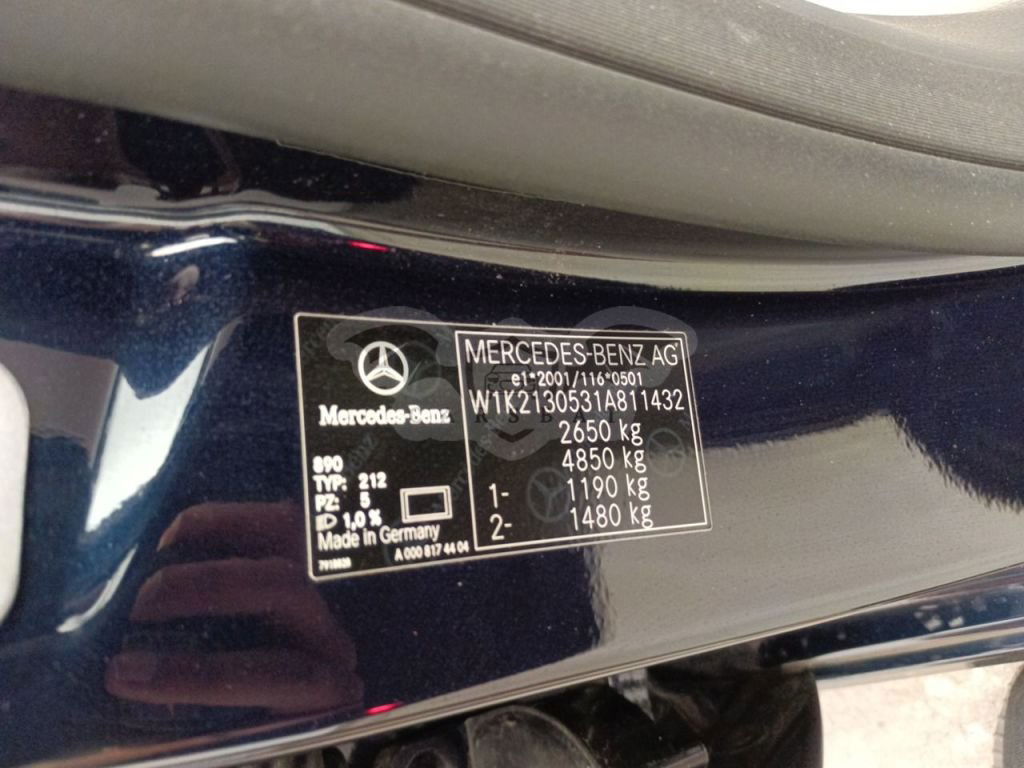 Mercedes-Benz
890
TYP: 212
PZ: 5
1,0 %
Made in Germany
7918828
A 000 817 44 04
MERCEDES-BENZ AG
e1*2001/116*0501
W1K2130531A811432
2650 kg
4850 kg
1- 1190 kg
2- 1480 kg